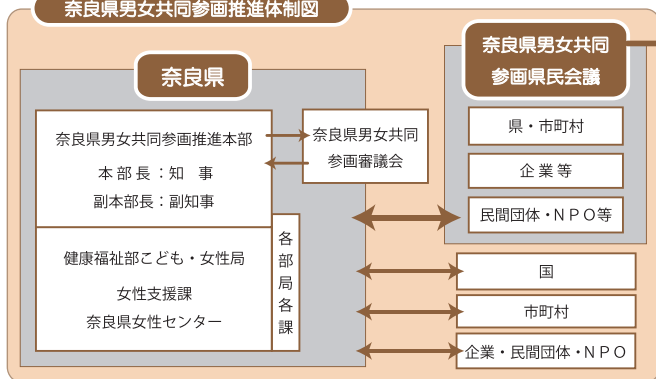 奈良県男女共同参画推進体制図
奈良県
奈良県男女共同参画推進本部
本部長：知　事
副本部長：副知事
健康福祉部こども・女性局
女性支援課
奈良県女性センター
各部局各課
奈良県男女共同
参画審議会
奈良県男女共同
参画県民会議
県・市町村
企業等
民間団体・ＮＰＯ等
国
市町村
企業・民間団体・ＮＰＯ